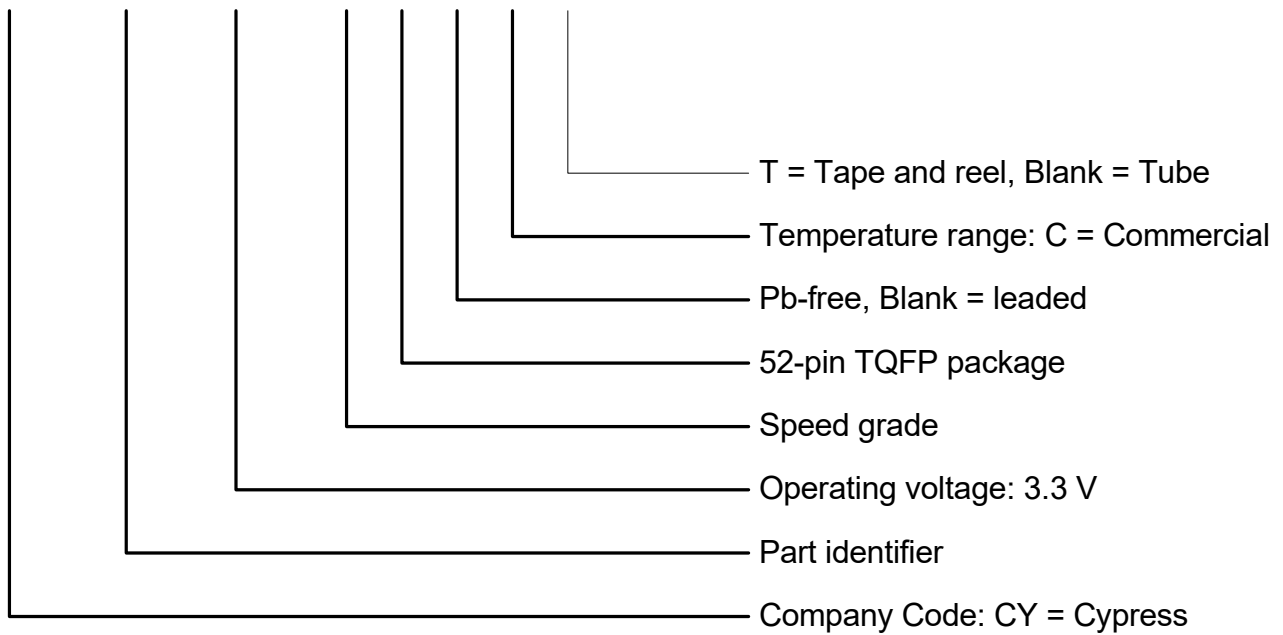 T = Tape and reel, Blank = Tube
Temperature range: C = Commercial
Pb-free, Blank = leaded
52-pin TQFP package
Speed grade
Operating voltage: 3.3 V
Part identifier
Company Code: CY = Cypress